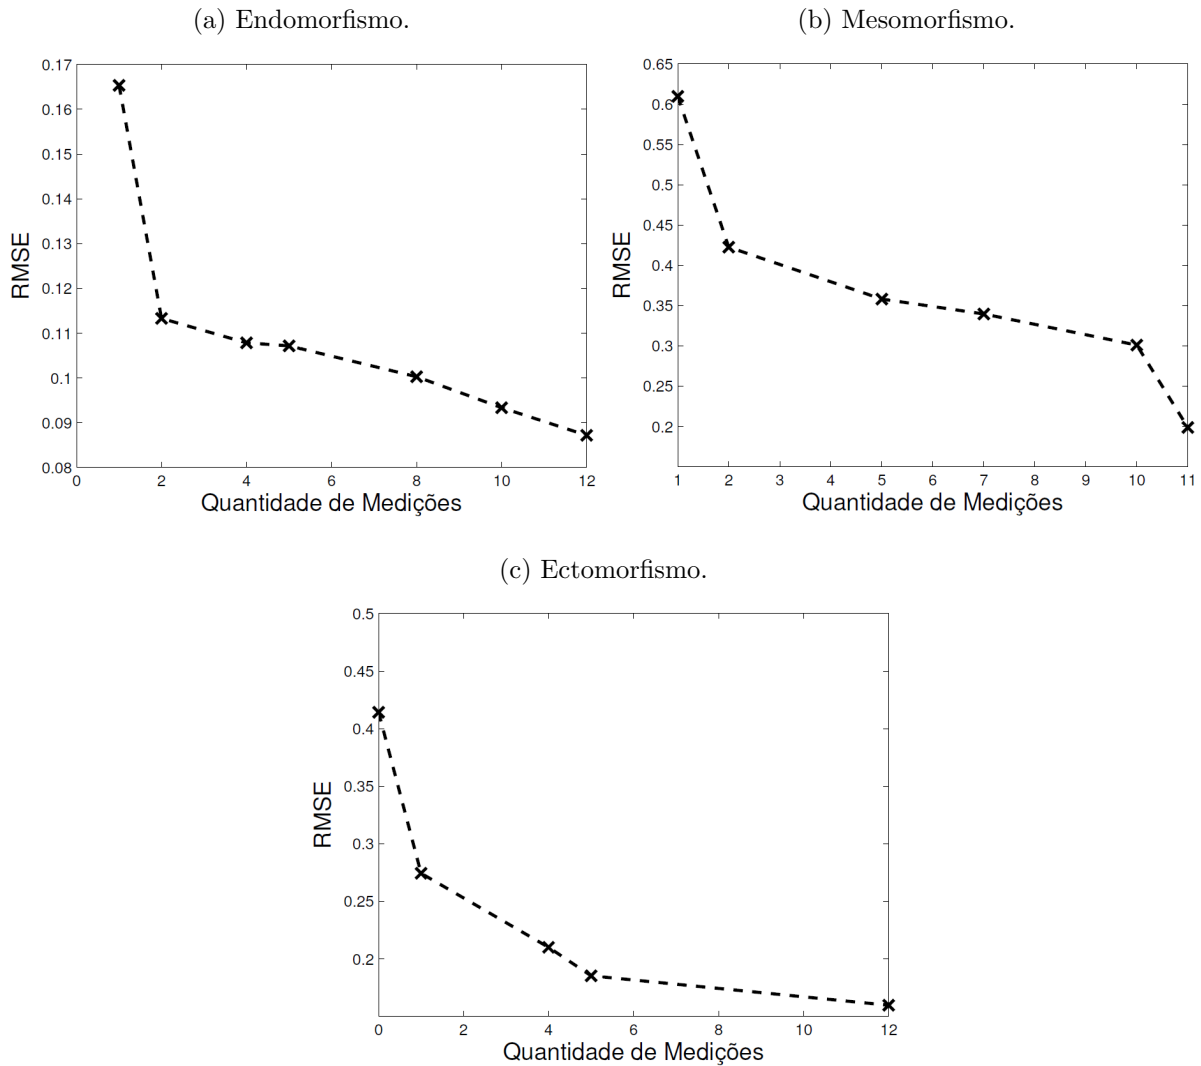 (a) Endomorfismo.
0.17
0.16
0.15
0.14
0.13
0.12
0.11
0.1
0.09
0.08
RMSE
0 2 4 6 8 10 12
Quantidade de Medições
(b) Mesomorfismo.
0.65
0.6
0.55
0.5
0.45
0.4
0.35
0.3
0.25
0.2
RMSE
1 2 3 4 5 6 7 8 9 10 11
Quantidade de Medições
(c) Ectomorfismo.
0.5
0.45
0.4
0.35
0.3
0.25
0.2
RMSE
0 2 4 6 8 10 12
Quantidade de Medições